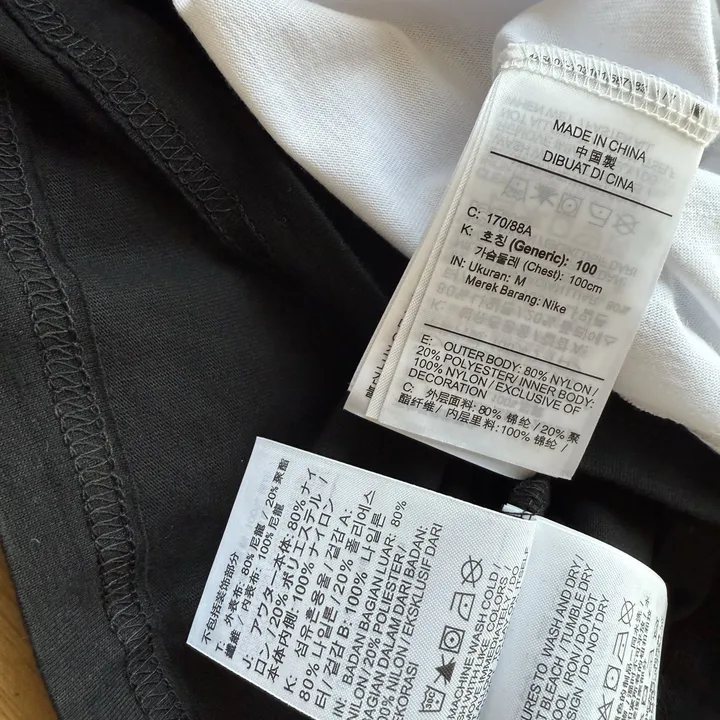 MADE IN CHINA
中国製
DIBUAT DI CINA
C: 170/88A
K: 호칭 (Generic): 100
가슴둘레 (Chest): 100cm
IN: Ukuran: M
Merek Barang: Nike
E: OUTER BODY: 80% NYLON /
20% POLYESTER/ INNER BODY:
100% NYLON / EXCLUSIVE OF
DECORATION
C: 外层面料: 80% 锦纶 / 20% 聚
酯纤维 / 内层里料: 100% 锦纶 /
不包括装饰部分
T: 外表布: 80% 尼龍 / 20% 聚酯
纖維 / 內裡布: 100% 尼龍
J: アウター本体: 80% ナイ
ロン / 20% ポリエステル /
本体内側: 100% ナイロン /
K: 섬유혼용율 / 겉감 A:
80% 나일론 / 20% 폴리에스
터 / 겉감 B: 100% 나일론
IN: BADAN BAGIAN LUAR: 80%
NILON/ 20% POLIESTER /
BAGIAN DALAM DARI BADAN:
100% NILON / EKSKLUSIF DARI
DEKORASI
30C
MACHINE WASH COLD
IMMEDIATELY
TO WASH AND DRY /
BLEACH / TUMBLE DRY
IRON / DO NOT
DO NOT DRY